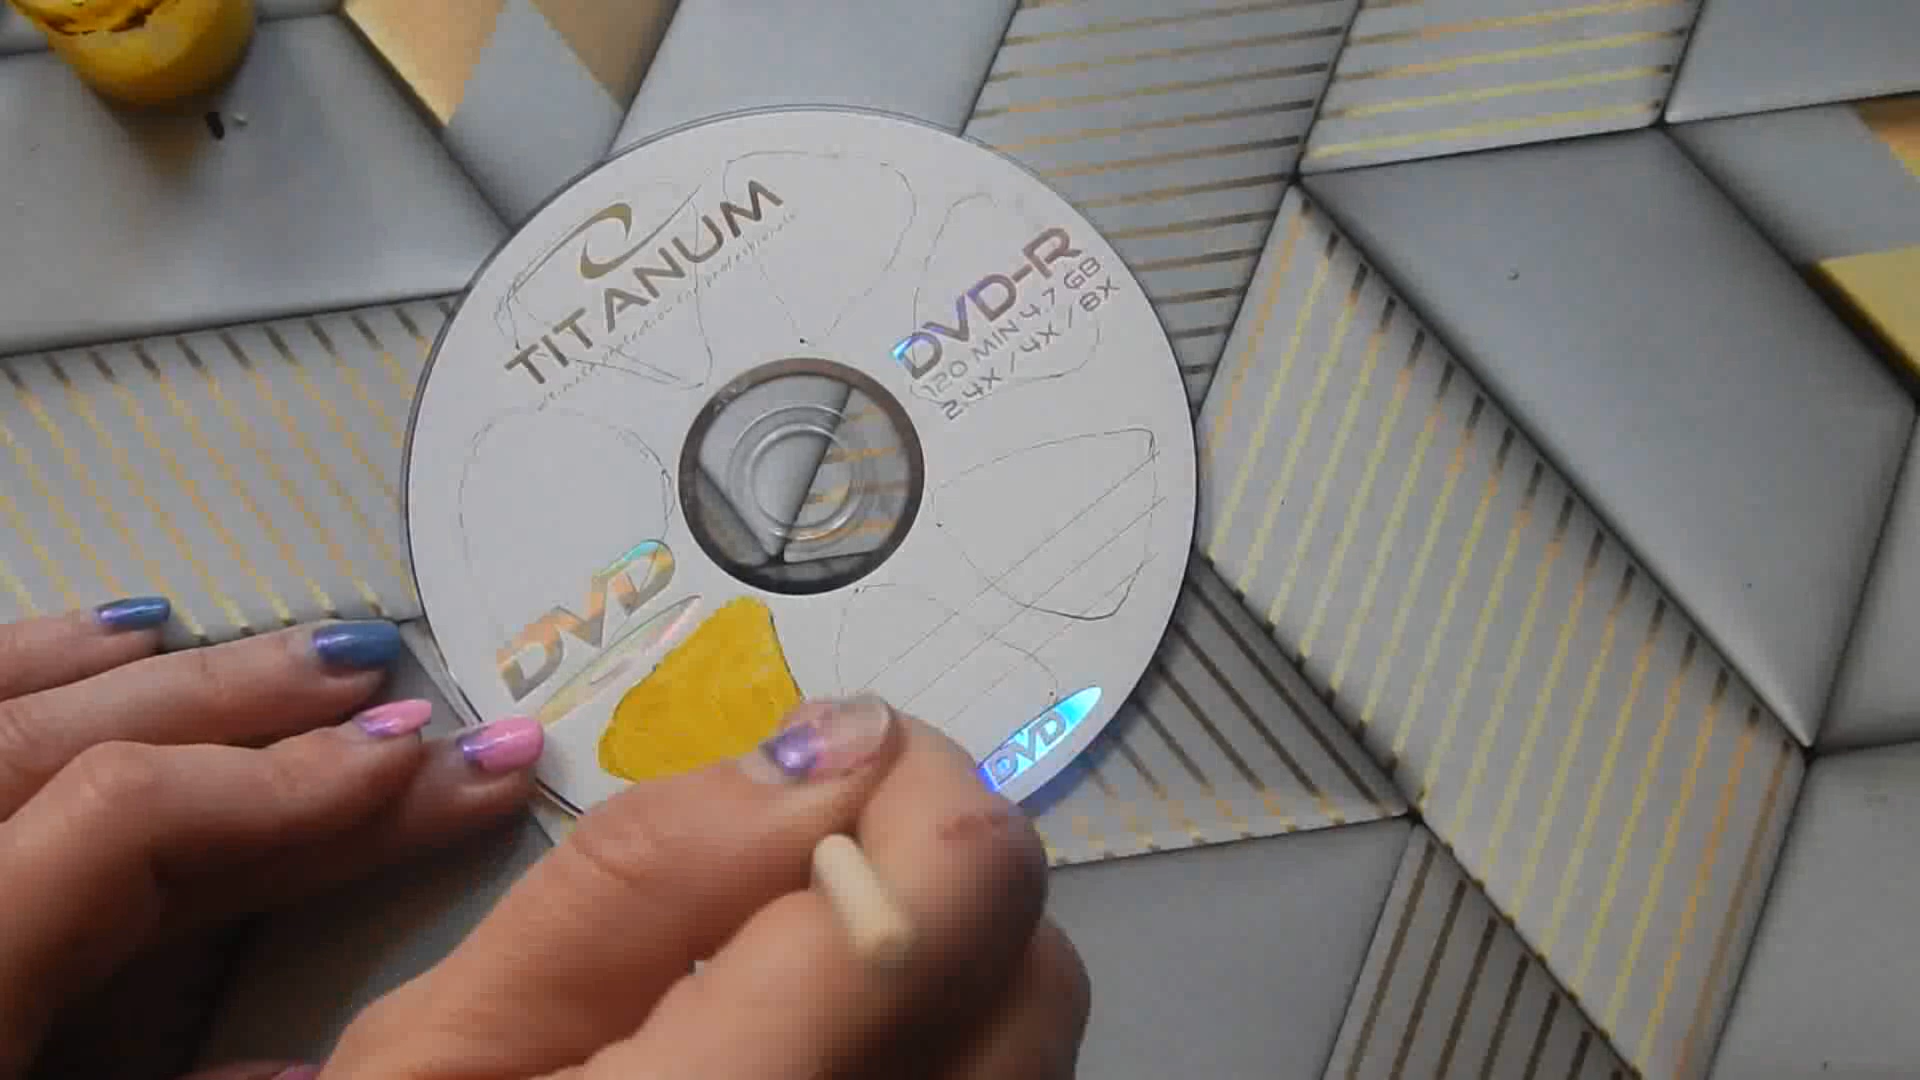 TITANUM
DVD-R
120 MIN 4.7 GB
2.4X / 4X / 8X
DVD
DVD